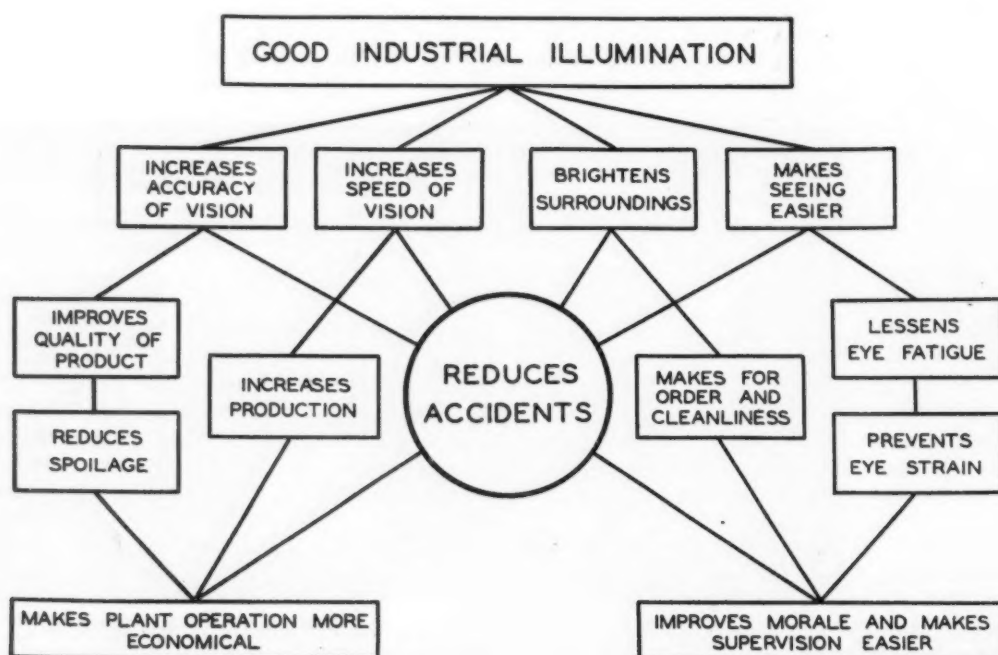 GOOD INDUSTRIAL ILLUMINATION
INCREASES
ACCURACY
OF VISION
INCREASES
SPEED OF
VISION
BRIGHTENS
SURROUNDINGS
MAKES
SEEING
EASIER
IMPROVES
QUALITY OF
PRODUCT
INCREASES
PRODUCTION
REDUCES
ACCIDENTS
MAKES FOR
ORDER AND
CLEANLINESS
LESSENS
EYE FATIGUE
REDUCES
SPOILAGE
PREVENTS
EYE STRAIN
MAKES PLANT OPERATION MORE
ECONOMICAL
IMPROVES MORALE AND MAKES
SUPERVISION EASIER